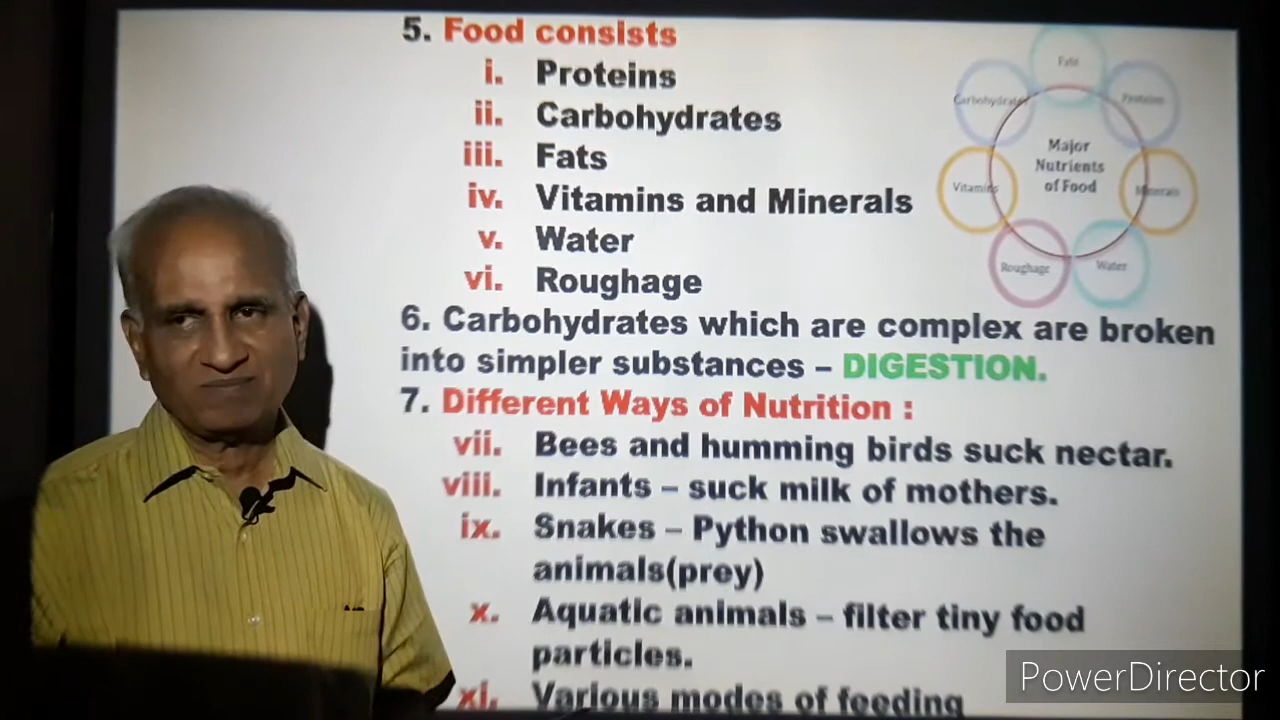 5. Food consists
i. Proteins
ii. Carbohydrates
iii. Fats
iv. Vitamins and Minerals
v. Water
vi. Roughage
6. Carbohydrates which are complex are broken
into simpler substances – DIGESTION.
7. Different Ways of Nutrition :
vii. Bees and humming birds suck nectar.
viii. Infants – suck milk of mothers.
ix. Snakes – Python swallows the
animals(prey)
x. Aquatic animals – filter tiny food
particles.
xi. Various modes of feeding
Fats
Carbohydrates
Proteins
Major
Nutrients
of Food
Vitamins
Minerals
Roughage
Water
PowerDirector